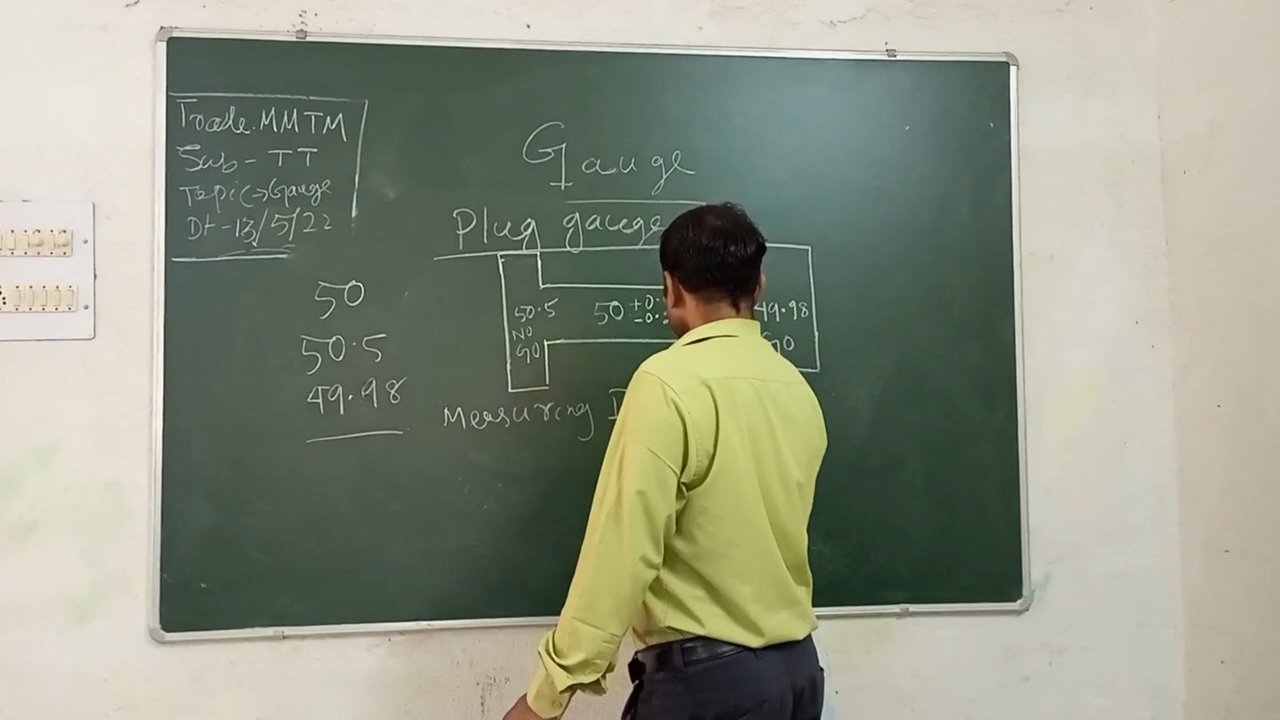 Trade. MMTM
Sub - TT
Topic → Gauge
Dt - 13/5/22
Gauge
Plug gauge
50
50.5
49.98
50.5
NO
GO
50 +0.
-0.
49.98
GO
Measuring